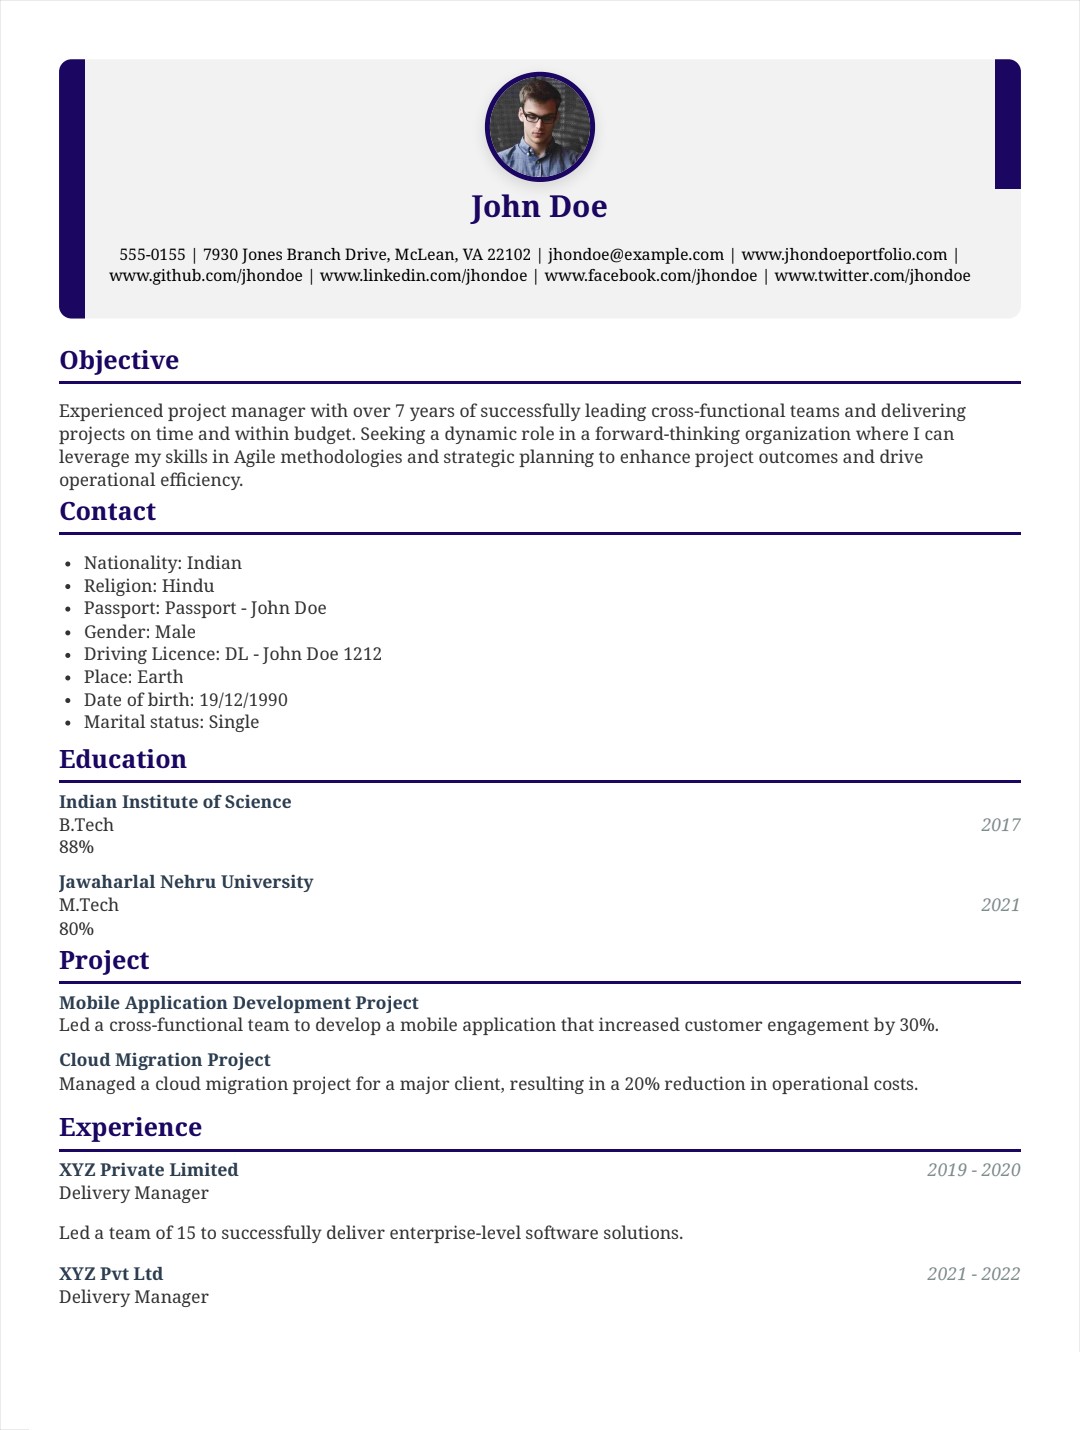 John Doe
555-0155 | 7930 Jones Branch Drive, McLean, VA 22102 | jhondoe@example.com | www.jhondoeportfolio.com |
www.github.com/jhondoe | www.linkedin.com/jhondoe | www.facebook.com/jhondoe | www.twitter.com/jhondoe
Objective
Experienced project manager with over 7 years of successfully leading cross-functional teams and delivering
projects on time and within budget. Seeking a dynamic role in a forward-thinking organization where I can
leverage my skills in Agile methodologies and strategic planning to enhance project outcomes and drive
operational efficiency.
Contact
• Nationality: Indian
• Religion: Hindu
• Passport: Passport - John Doe
• Gender: Male
• Driving Licence: DL - John Doe 1212
• Place: Earth
• Date of birth: 19/12/1990
• Marital status: Single
Education
Indian Institute of Science
B.Tech 2017
88%
Jawaharlal Nehru University
M.Tech 2021
80%
Project
Mobile Application Development Project
Led a cross-functional team to develop a mobile application that increased customer engagement by 30%.
Cloud Migration Project
Managed a cloud migration project for a major client, resulting in a 20% reduction in operational costs.
Experience
XYZ Private Limited 2019 - 2020
Delivery Manager
Led a team of 15 to successfully deliver enterprise-level software solutions.
XYZ Pvt Ltd 2021 - 2022
Delivery Manager